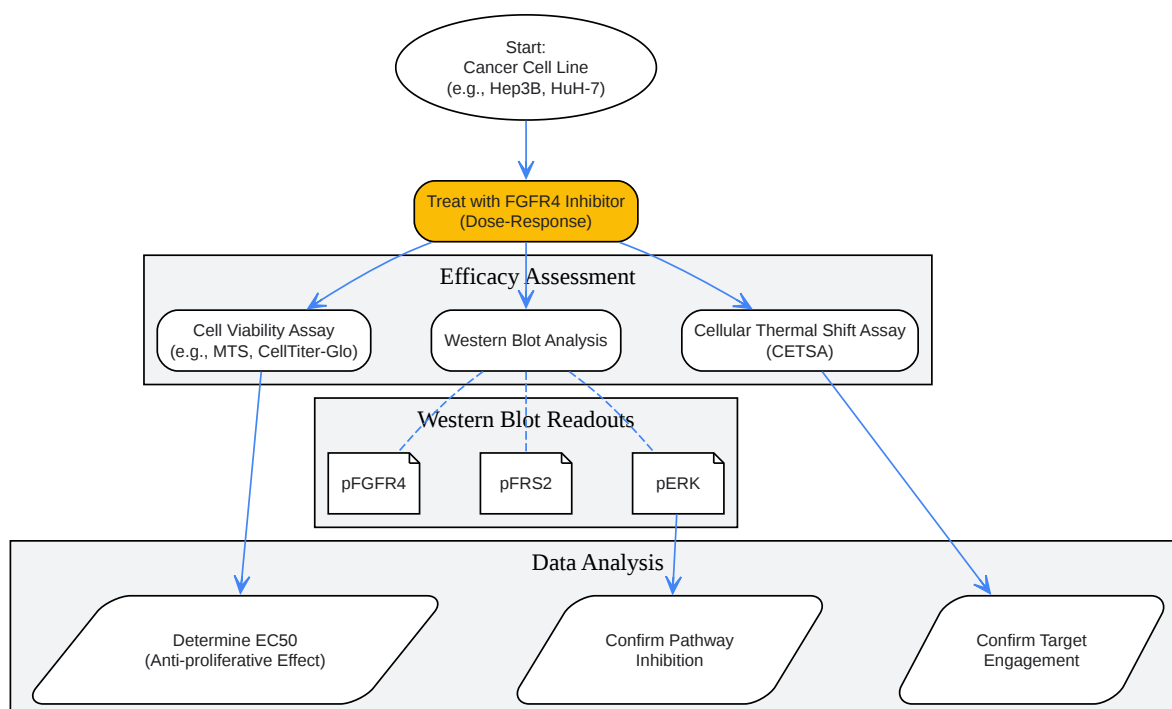 Start:
Cancer Cell Line
(e.g., Hep3B, HuH-7)
Treat with FGFR4 Inhibitor
(Dose-Response)
Efficacy Assessment
Cell Viability Assay
(e.g., MTS, CellTiter-Glo)
Western Blot Analysis
Cellular Thermal Shift Assay
(CETSA)
Western Blot Readouts
pFGFR4
pFRS2
pERK
Data Analysis
Determine EC50
(Anti-proliferative Effect)
Confirm Pathway
Inhibition
Confirm Target
Engagement